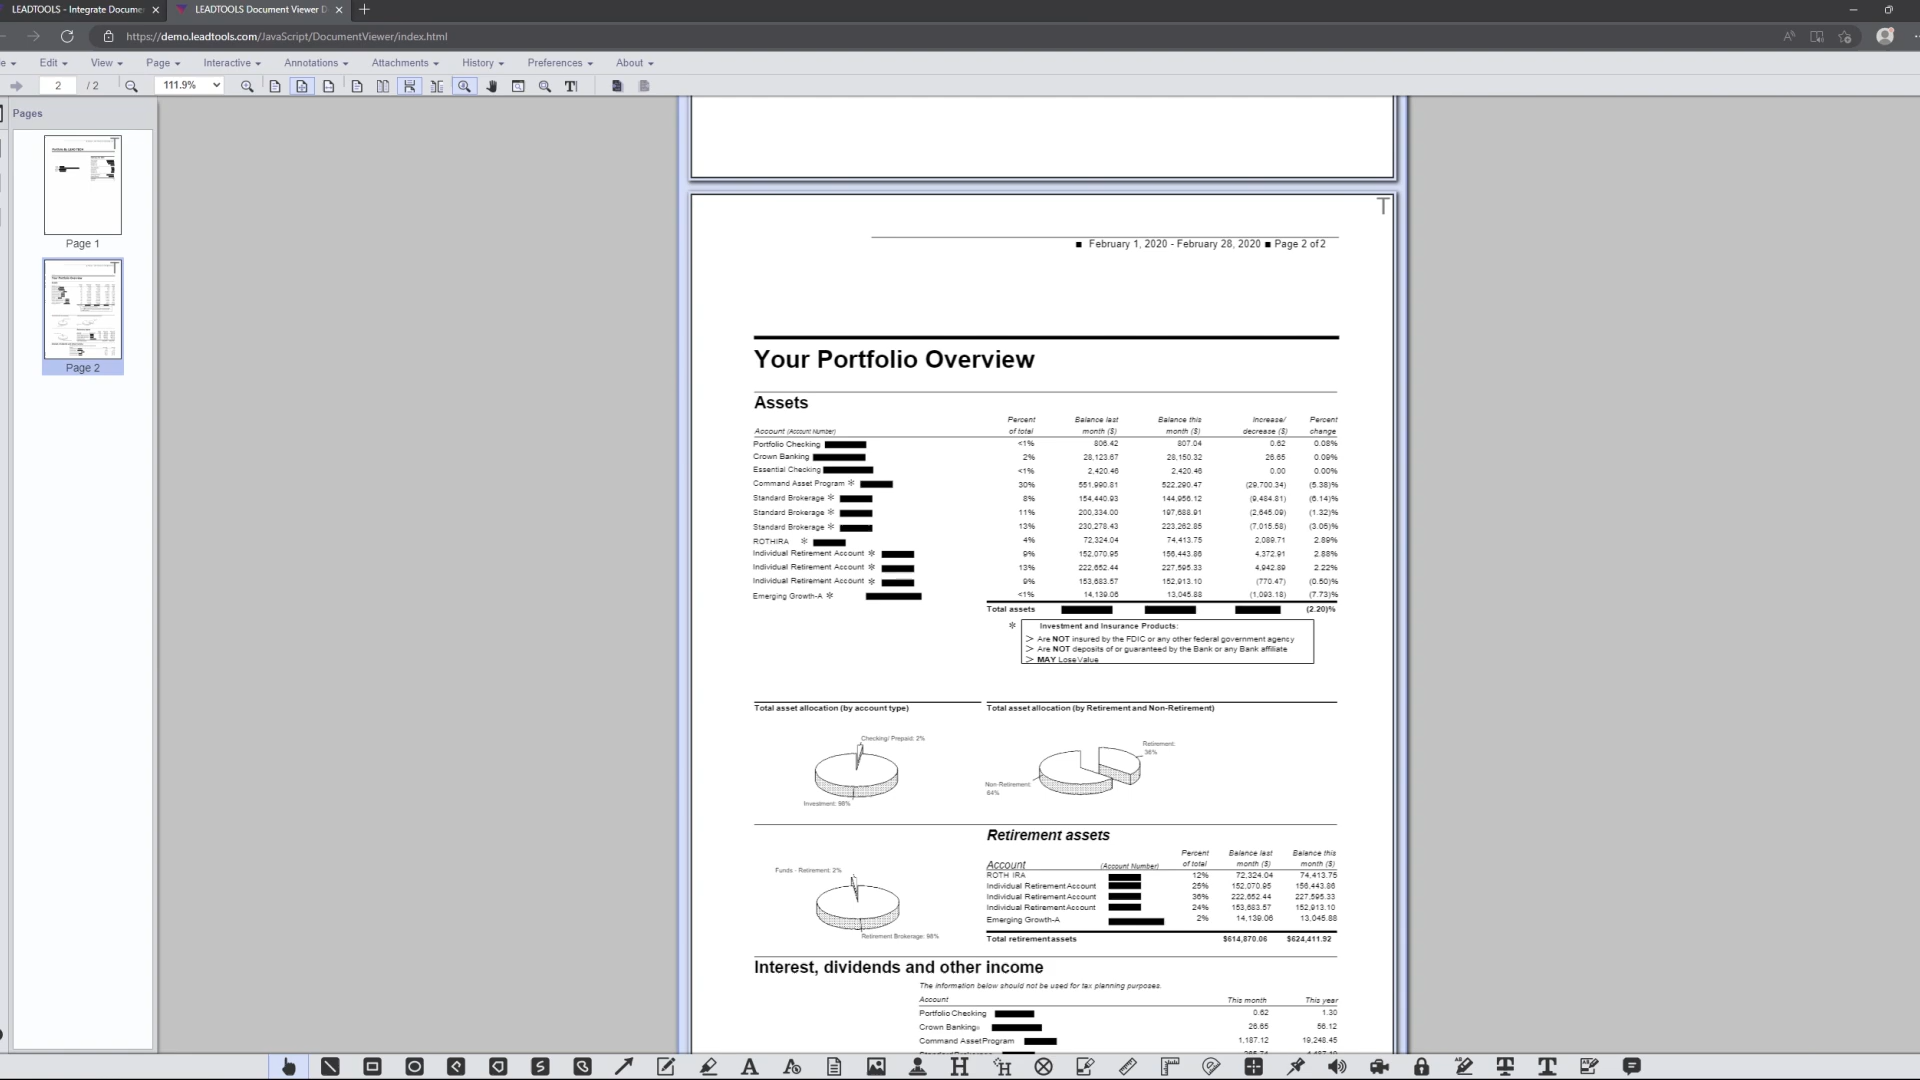 LEADTOOLS - Integrate Docume
LEADTOOLS Document Viewer D
https://demo.leadtools.com/JavaScript/DocumentViewer/index.html
e Edit View Page Interactive Annotations Attachments History Preferences About
2 / 2 111.9%
Pages
Page 1
Page 2
T
■ February 1, 2020 - February 28, 2020 ■ Page 2 of 2
Your Portfolio Overview
Assets
Percent Balance last Balance this Increase/ Percent
Account (Account Number) of total month ($) month ($) decrease ($) change
Portfolio Checking <1% 806.42 807.04 0.62 0.08%
Crown Banking 2% 28,123.67 28,150.32 26.65 0.09%
Essential Checking <1% 2,420.46 2,420.46 0.00 0.00%
Command Asset Program * 30% 551,990.81 522,290.47 (29,700.34) (5.38)%
Standard Brokerage * 8% 154,440.93 144,956.12 (9,484.81) (6.14)%
Standard Brokerage * 11% 200,334.00 197,688.91 (2,645.09) (1.32)%
Standard Brokerage * 13% 230,278.43 223,262.85 (7,015.58) (3.05)%
ROTHIRA * 4% 72,324.04 74,413.75 2,089.71 2.89%
Individual Retirement Account * 9% 152,070.95 156,443.86 4,372.91 2.88%
Individual Retirement Account * 13% 222,652.44 227,595.33 4,942.89 2.22%
Individual Retirement Account * 9% 153,683.57 152,913.10 (770.47) (0.50)%
Emerging Growth-A * <1% 14,139.06 13,045.88 (1,093.18) (7.73)%
Total assets (2.20)%
* Investment and Insurance Products:
> Are NOT insured by the FDIC or any other federal government agency
> Are NOT deposits of or guaranteed by the Bank or any Bank affiliate
> MAY Lose Value
Total asset allocation (by account type)
Total asset allocation (by Retirement and Non-Retirement)
Checking/ Prepaid: 2%
Investment: 98%
Retirement:
36%
Non-Retirement:
64%
Retirement assets
Percent Balance last Balance this
Account (Account Number) of total month ($) month ($)
ROTH IRA 12% 72,324.04 74,413.75
Individual Retirement Account 25% 152,070.95 156,443.86
Individual Retirement Account 36% 222,652.44 227,595.33
Individual Retirement Account 24% 153,683.57 152,913.10
Emerging Growth-A 2% 14,139.06 13,045.88
Total retirement assets $614,870.06 $624,411.92
Funds - Retirement: 2%
Retirement Brokerage: 98%
Interest, dividends and other income
The information below should not be used for tax planning purposes.
Account This month This year
Portfolio Checking 0.62 1.30
Crown Banking 26.65 56.12
Command Asset Program 1,187.12 19,248.45